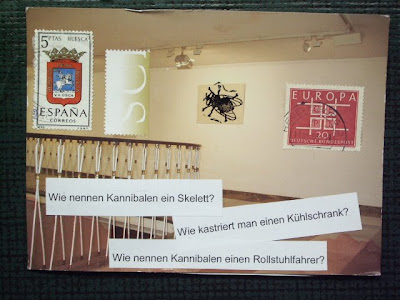 5 PTAS HUESCA
ESPAÑA
CORREOS
SC
EUROPA
20
DEUTSCHE BUNDESPOST
Wie nennen Kannibalen ein Skelett?
Wie kastriert man einen Kühlschrank?
Wie nennen Kannibalen einen Rollstuhlfahrer?